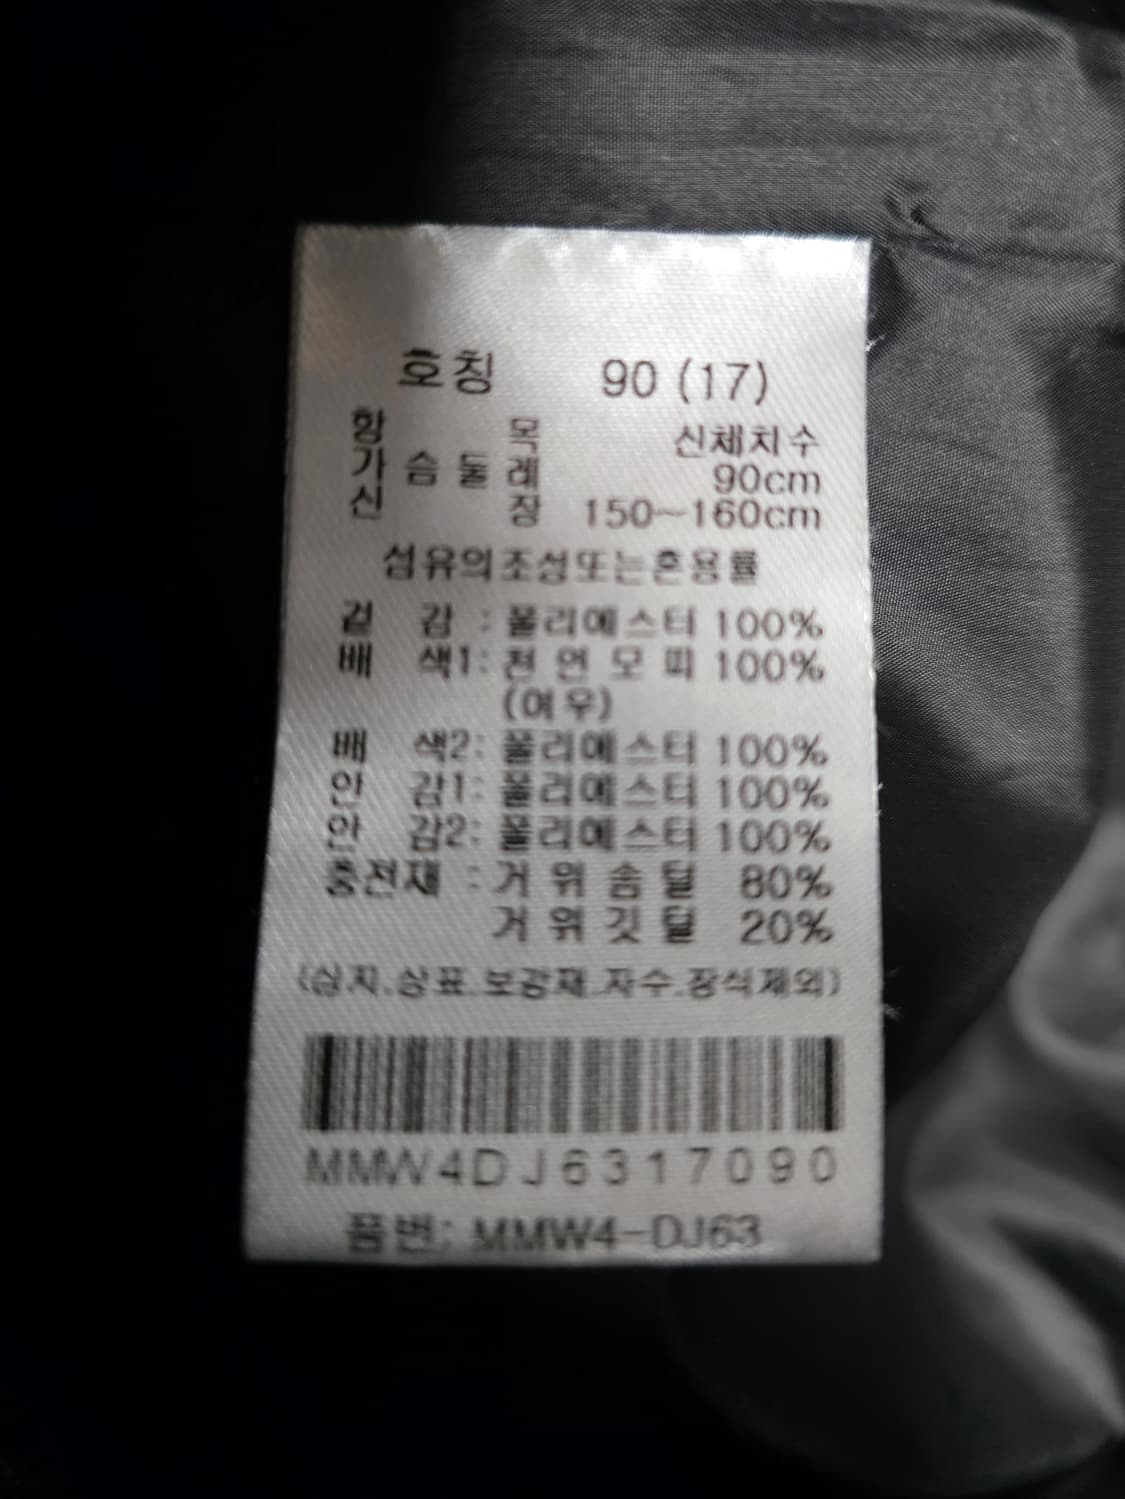 호칭 90 (17)
항 목 신체치수
가슴둘레 90cm
신 장 150~160cm
섬유의조성또는혼용률
겉 감 : 폴리에스터 100%
배 색1: 천연모피 100%
(여우)
배 색2: 폴리에스터 100%
안 감1: 폴리에스터 100%
안 감2: 폴리에스터 100%
충전재 : 거위솜털 80%
거위깃털 20%
(심지.상표.보강재.자수.장식제외)
MMW4DJ6317090
품번: MMW4-DJ63